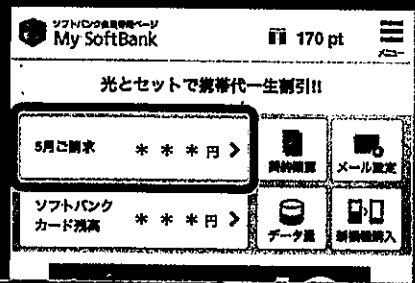 ソフトバンク会員専用ページ
My SoftBank
170 pt
メニュー
光とセットで携帯代一生割引!!
5月ご請求
＊＊＊円
契約確認
メール設定
ソフトバンク
カード残高
＊＊＊円
データ量
新機種購入